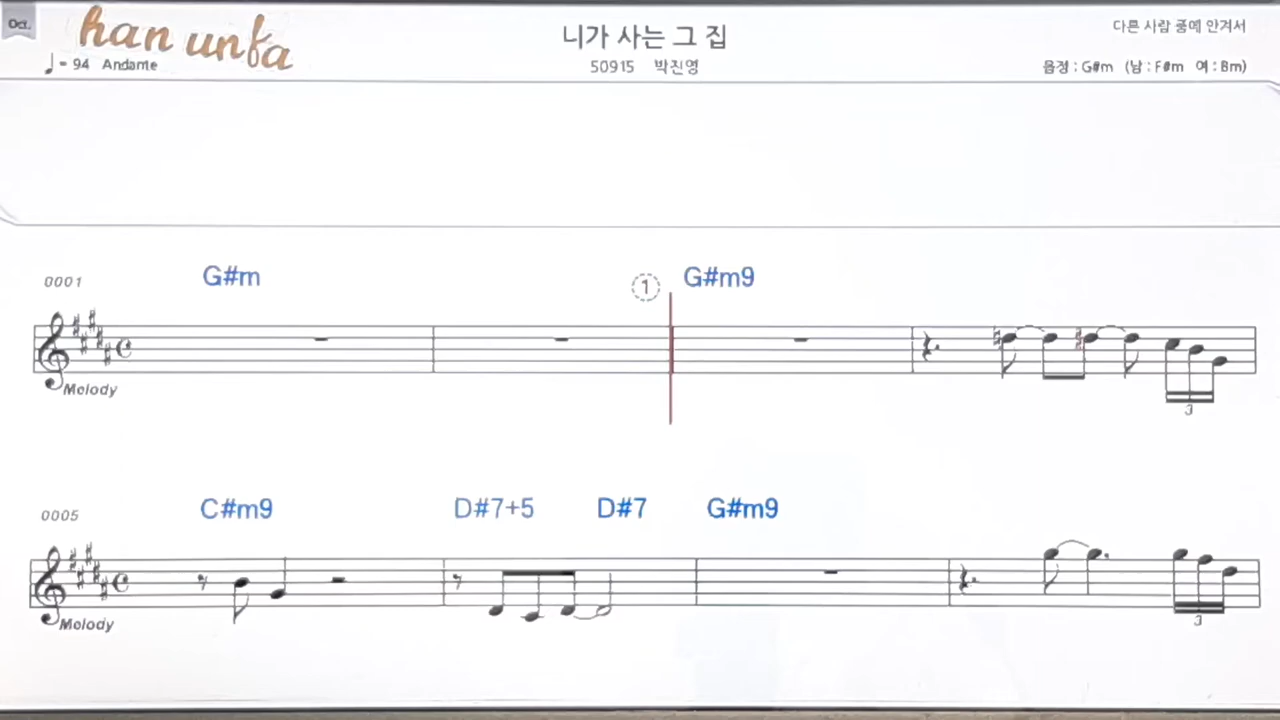 Oct.
han unfa
니가 사는 그 집
다른 사람 품에 안겨서
♩= 94 Andante
50915 박진영
음정 : G#m (남 : F#m 여 : Bm)
0001 G#m ① G#m9
Melody
3
0005 C#m9 D#7+5 D#7 G#m9
Melody
3